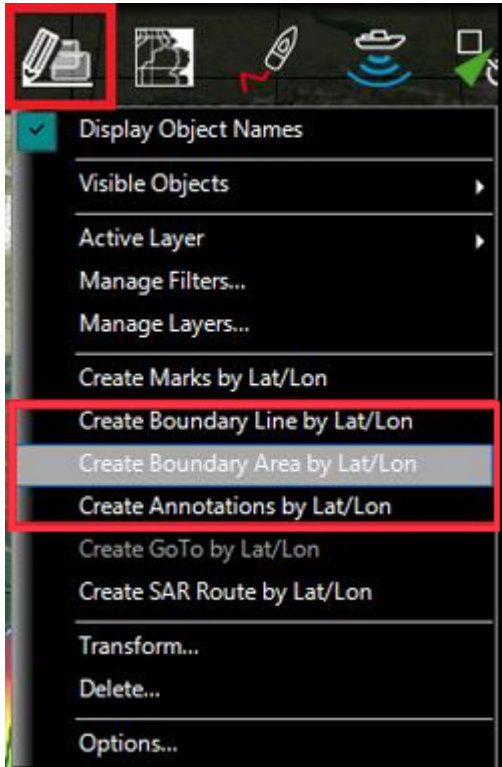 Display Object Names
Visible Objects
Active Layer
Manage Filters...
Manage Layers...
Create Marks by Lat/Lon
Create Boundary Line by Lat/Lon
Create Boundary Area by Lat/Lon
Create Annotations by Lat/Lon
Create GoTo by Lat/Lon
Create SAR Route by Lat/Lon
Transform...
Delete...
Options...